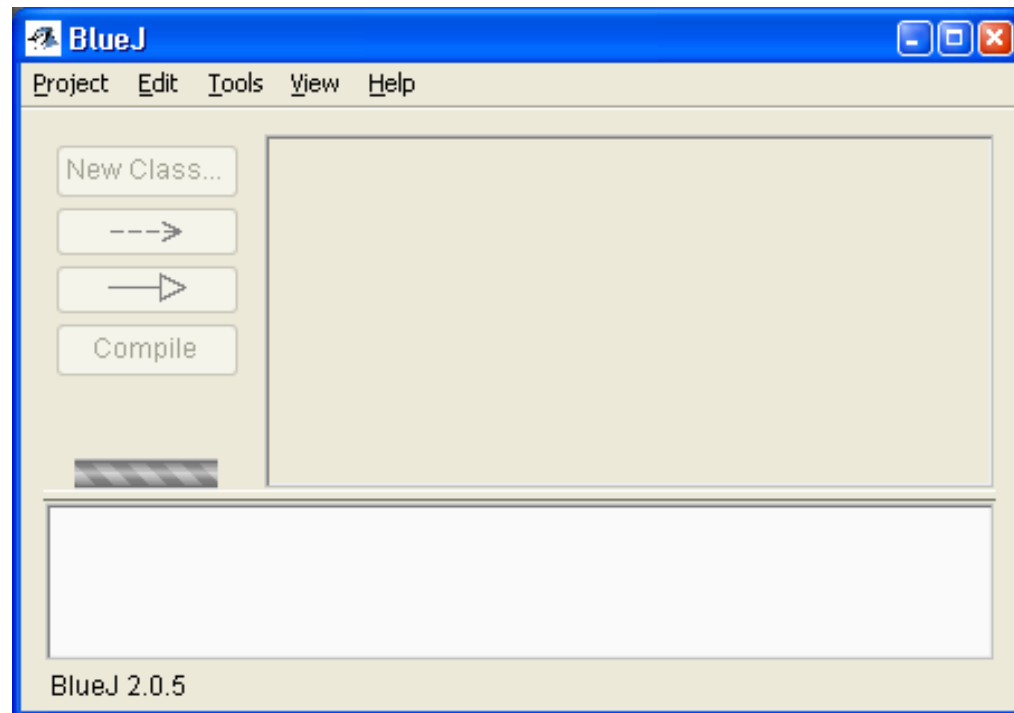 BlueJ
Project Edit Tools View Help
New Class...
Compile
BlueJ 2.0.5